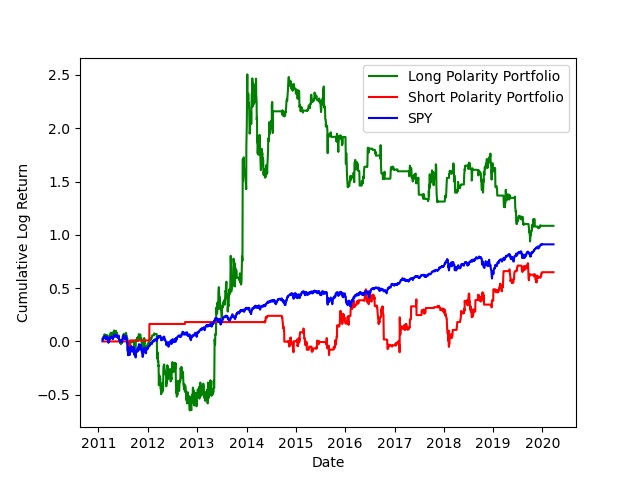 Long Polarity Portfolio
Short Polarity Portfolio
SPY
2.5
2.0
1.5
1.0
0.5
0.0
−0.5
Cumulative Log Return
2011 2012 2013 2014 2015 2016 2017 2018 2019 2020
Date